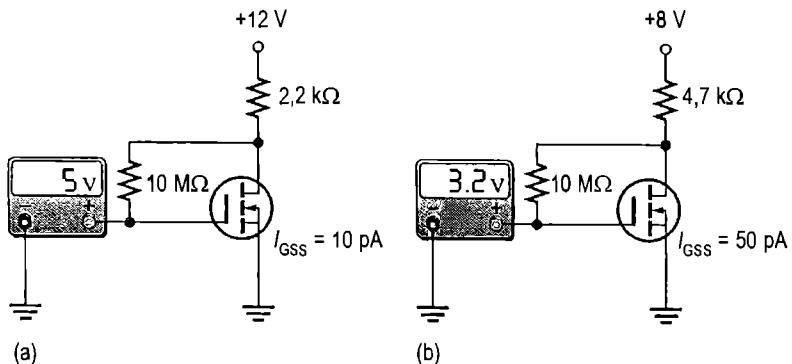 +12 V
2,2 kΩ
5 v
10 MΩ
- +
I_GSS = 10 pA
(a)
+8 V
4,7 kΩ
3.2 v
10 MΩ
- +
I_GSS = 50 pA
(b)